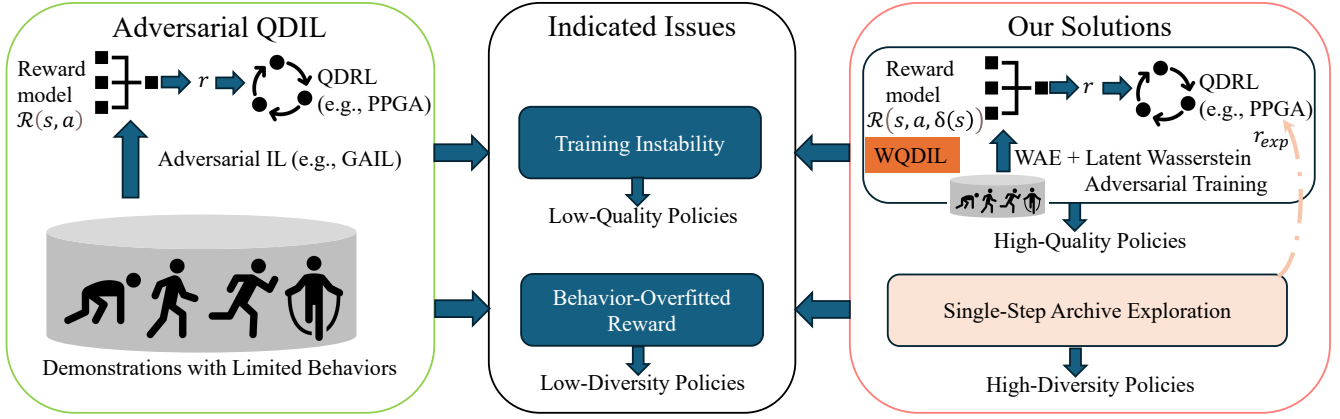 Adversarial QDIL
Reward
model
ℛ(s, a)
r
QDRL
(e.g., PPGA)
Adversarial IL (e.g., GAIL)
Demonstrations with Limited Behaviors
Indicated Issues
Training Instability
Low-Quality Policies
Behavior-Overfitted
Reward
Low-Diversity Policies
Our Solutions
Reward
model
ℛ(s, a, δ(s))
r
QDRL
(e.g., PPGA)
r_exp
WQDIL
WAE + Latent Wasserstein
Adversarial Training
High-Quality Policies
Single-Step Archive Exploration
High-Diversity Policies